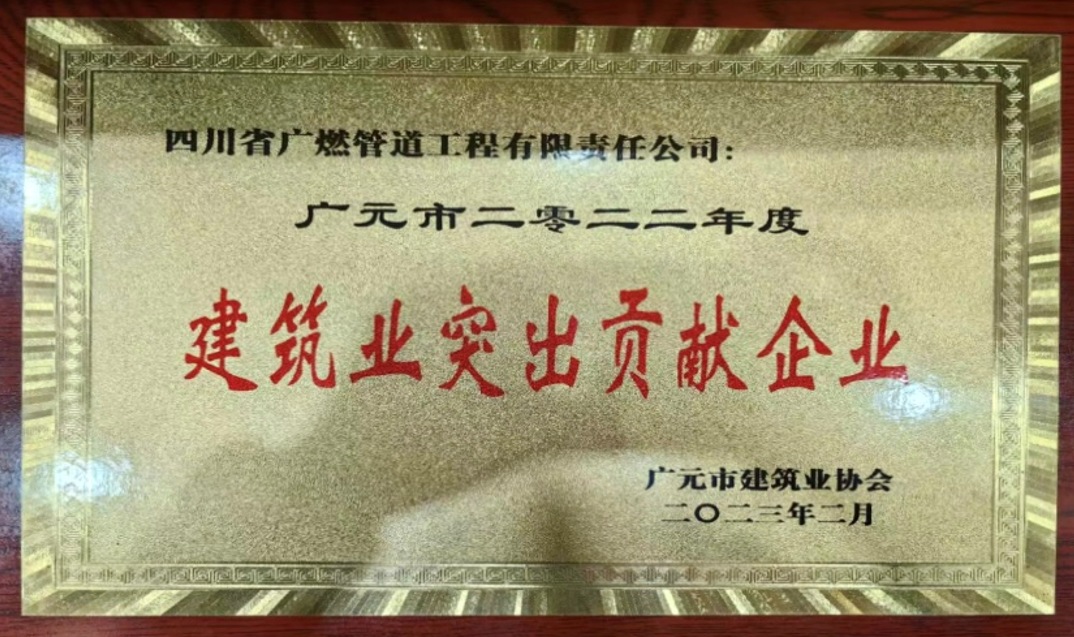 四川省广燃管道工程有限责任公司:
广元市二零二二年度
建筑业突出贡献企业
广元市建筑业协会
二〇二三年二月